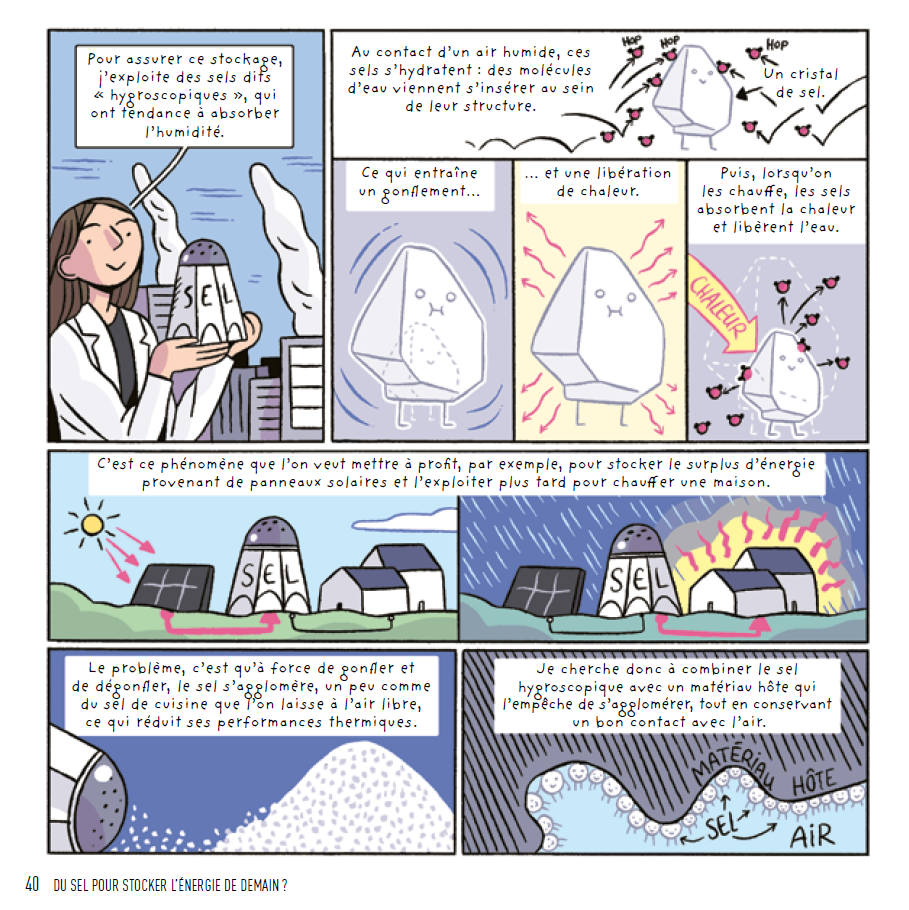 Pour assurer ce stockage,
j'exploite des sels dits
« hygroscopiques », qui
ont tendance à absorber
l'humidité.
SEL
Au contact d'un air humide, ces
sels s'hydratent : des molécules
d'eau viennent s'insérer au sein
de leur structure.
HOP
HOP
HOP
Un cristal
de sel.
Ce qui entraîne
un gonflement...
... et une libération
de chaleur.
Puis, lorsqu'on
les chauffe, les sels
absorbent la chaleur
et libèrent l'eau.
CHALEUR
C'est ce phénomène que l'on veut mettre à profit, par exemple, pour stocker le surplus d'énergie
provenant de panneaux solaires et l'exploiter plus tard pour chauffer une maison.
SEL
SEL
Le problème, c'est qu'à force de gonfler et
de dégonfler, le sel s'agglomère, un peu comme
du sel de cuisine que l'on laisse à l'air libre,
ce qui réduit ses performances thermiques.
Je cherche donc à combiner le sel
hygroscopique avec un matériau hôte qui
l'empêche de s'agglomérer, tout en conservant
un bon contact avec l'air.
MATÉRIAU HÔTE
SEL
AiR
40 DU SEL POUR STOCKER L'ÉNERGIE DE DEMAIN ?